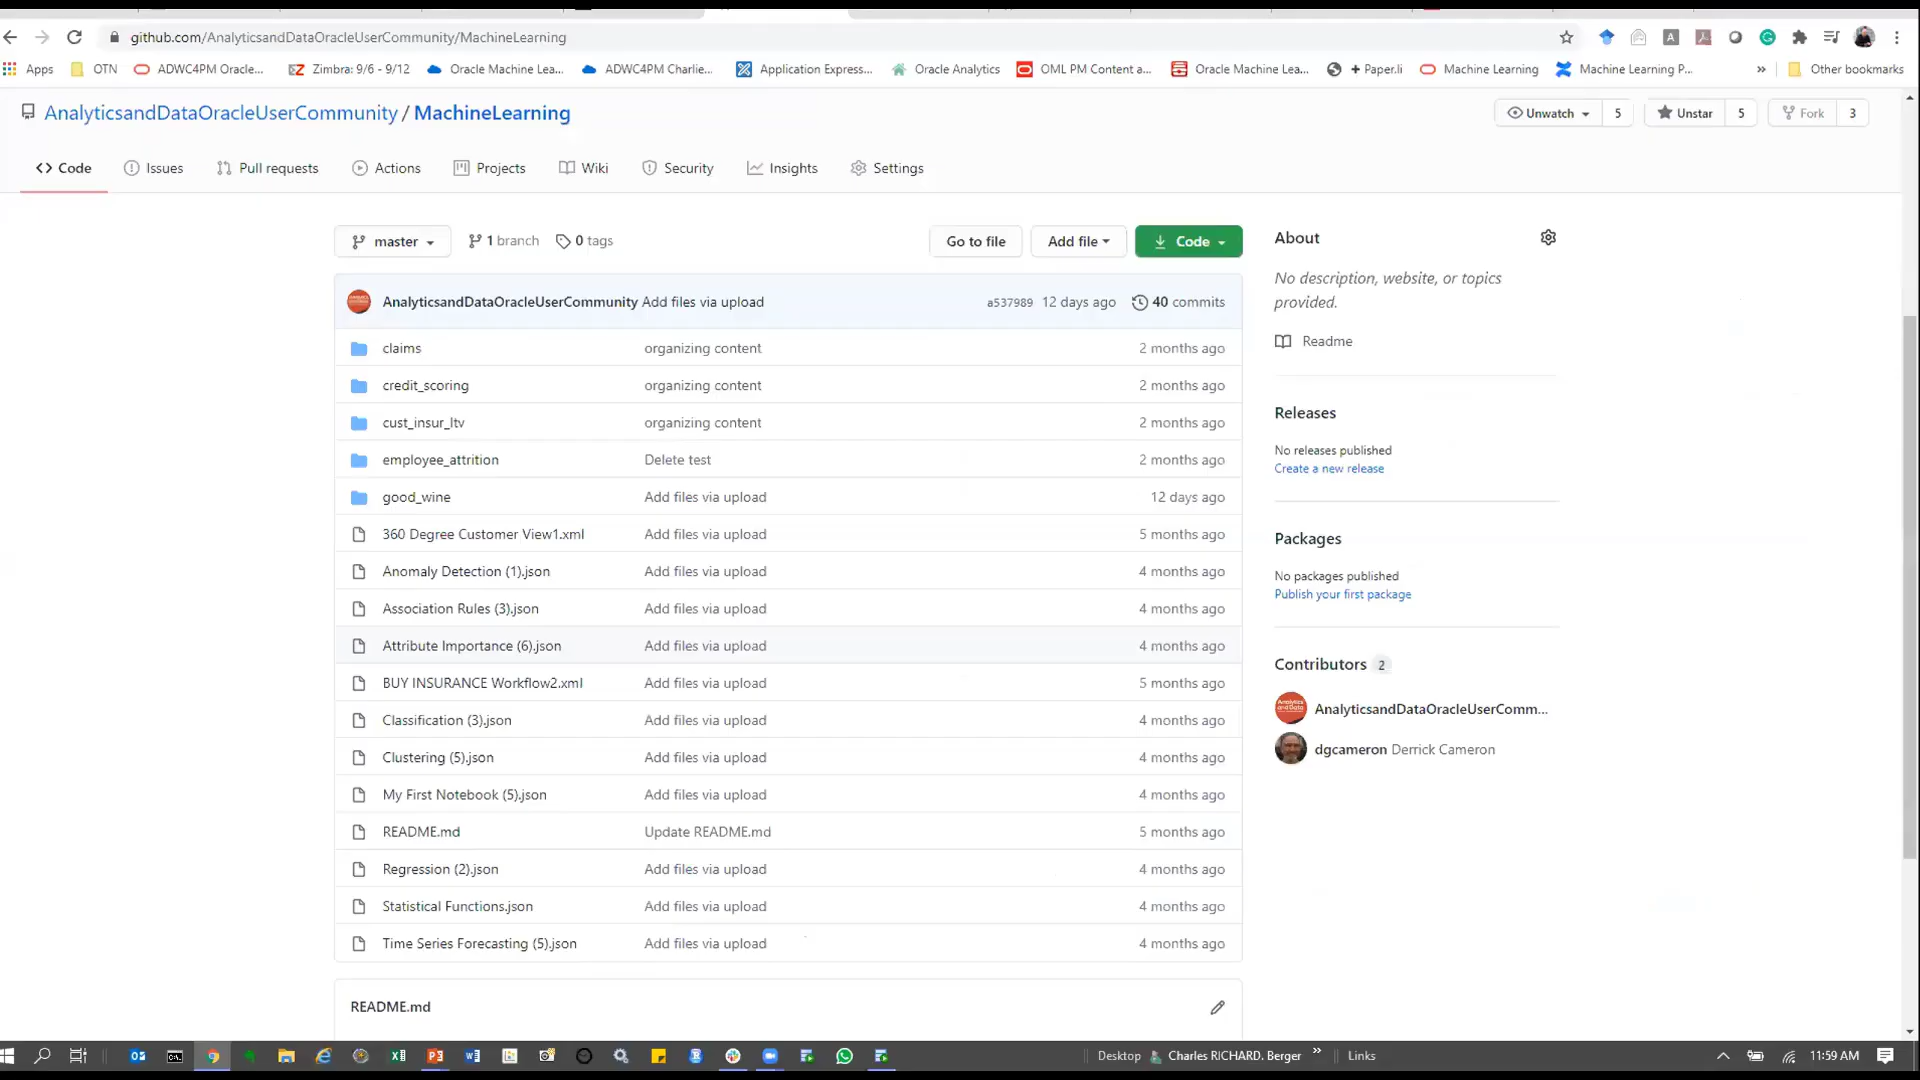 github.com/AnalyticsandDataOracleUserCommunity/MachineLearning
Apps OTN ADWC4PM Oracle... Zimbra: 9/6 - 9/12 Oracle Machine Lea... ADWC4PM Charlie... Application Express... Oracle Analytics OML PM Content a... Oracle Machine Lea... + Paper.li Machine Learning Machine Learning P... » Other bookmarks
AnalyticsandDataOracleUserCommunity / MachineLearning Unwatch 5 Unstar 5 Fork 3
Code Issues Pull requests Actions Projects Wiki Security Insights Settings
master 1 branch 0 tags Go to file Add file Code
AnalyticsandDataOracleUserCommunity Add files via upload a537989 12 days ago 40 commits
claims organizing content 2 months ago
credit_scoring organizing content 2 months ago
cust_insur_ltv organizing content 2 months ago
employee_attrition Delete test 2 months ago
good_wine Add files via upload 12 days ago
360 Degree Customer View1.xml Add files via upload 5 months ago
Anomaly Detection (1).json Add files via upload 4 months ago
Association Rules (3).json Add files via upload 4 months ago
Attribute Importance (6).json Add files via upload 4 months ago
BUY INSURANCE Workflow2.xml Add files via upload 5 months ago
Classification (3).json Add files via upload 4 months ago
Clustering (5).json Add files via upload 4 months ago
My First Notebook (5).json Add files via upload 4 months ago
README.md Update README.md 5 months ago
Regression (2).json Add files via upload 4 months ago
Statistical Functions.json Add files via upload 4 months ago
Time Series Forecasting (5).json Add files via upload 4 months ago
README.md
About
No description, website, or topics
provided.
Readme
Releases
No releases published
Create a new release
Packages
No packages published
Publish your first package
Contributors 2
AnalyticsandDataOracleUserComm...
dgcameron Derrick Cameron
Desktop Charles RICHARD. Berger » Links 11:59 AM